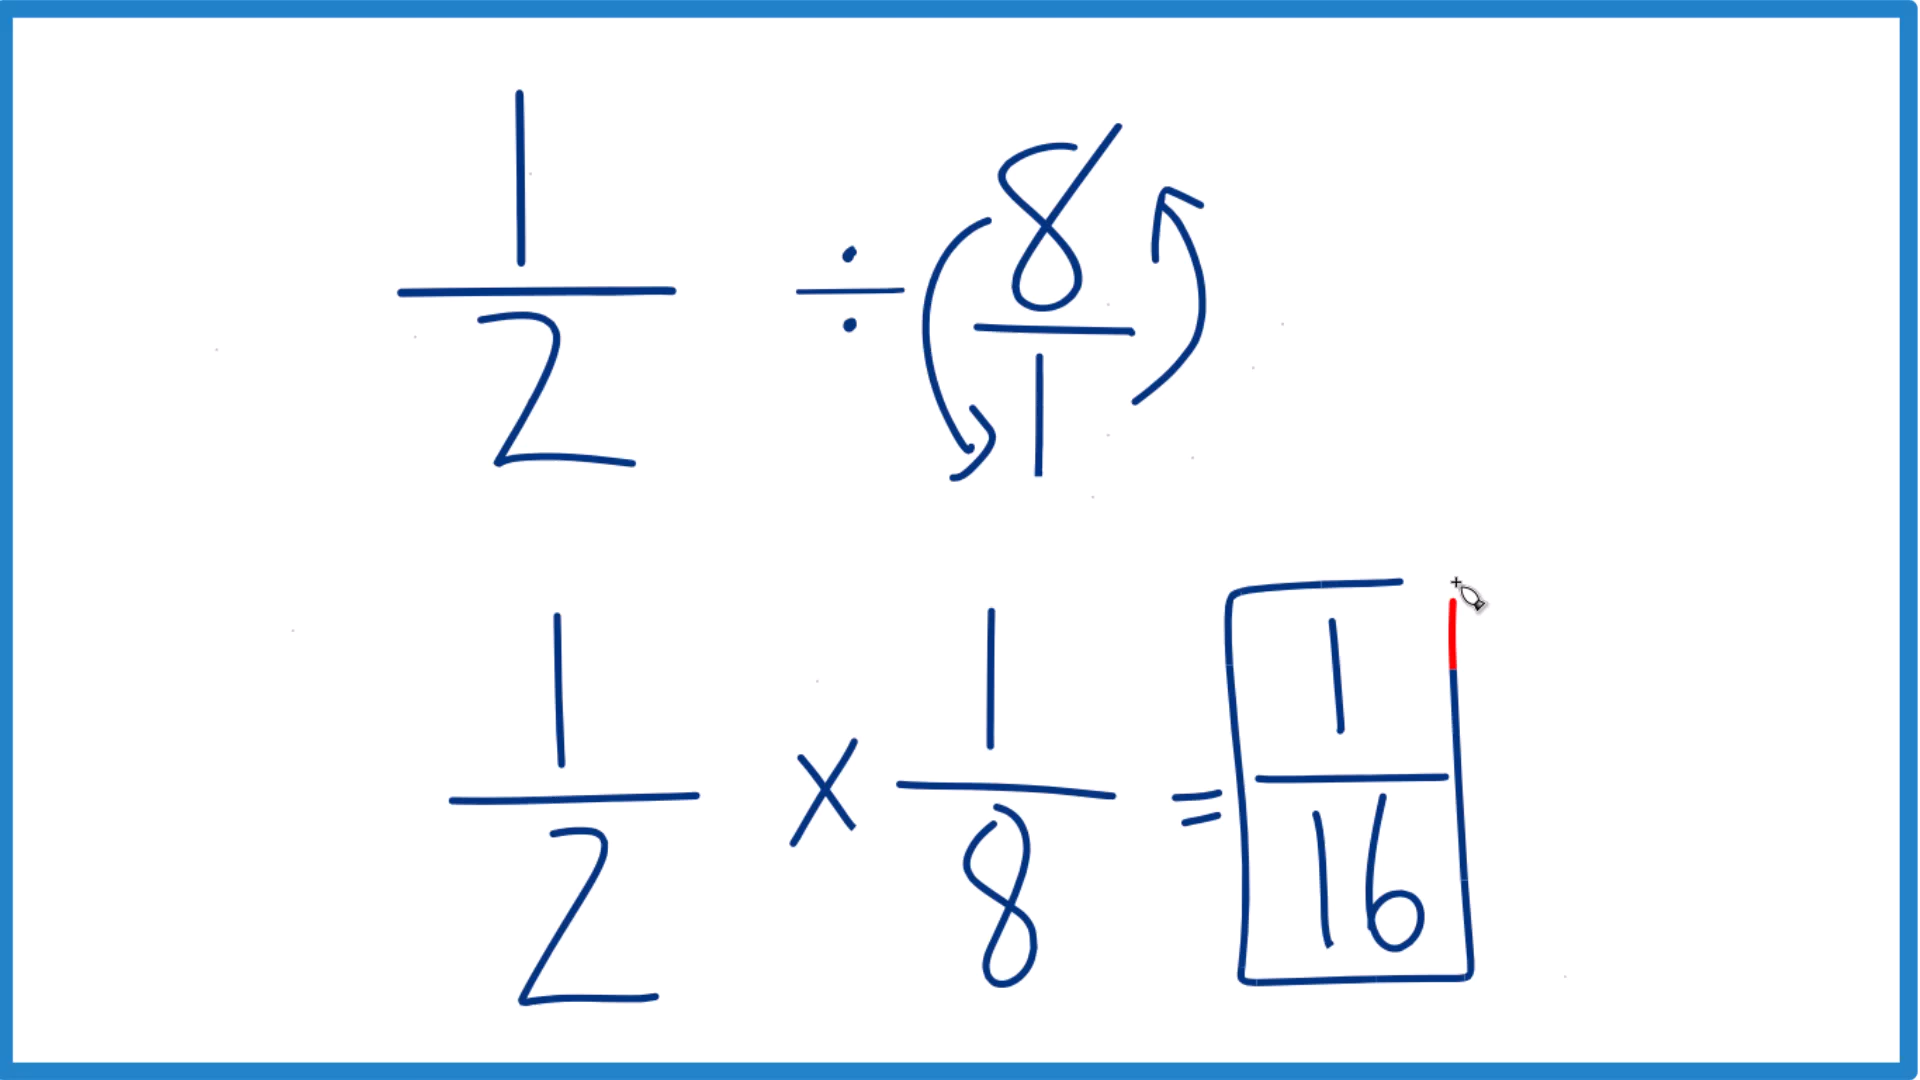 1/2 ÷ 8/1
1/2 x 1/8 = 1/16